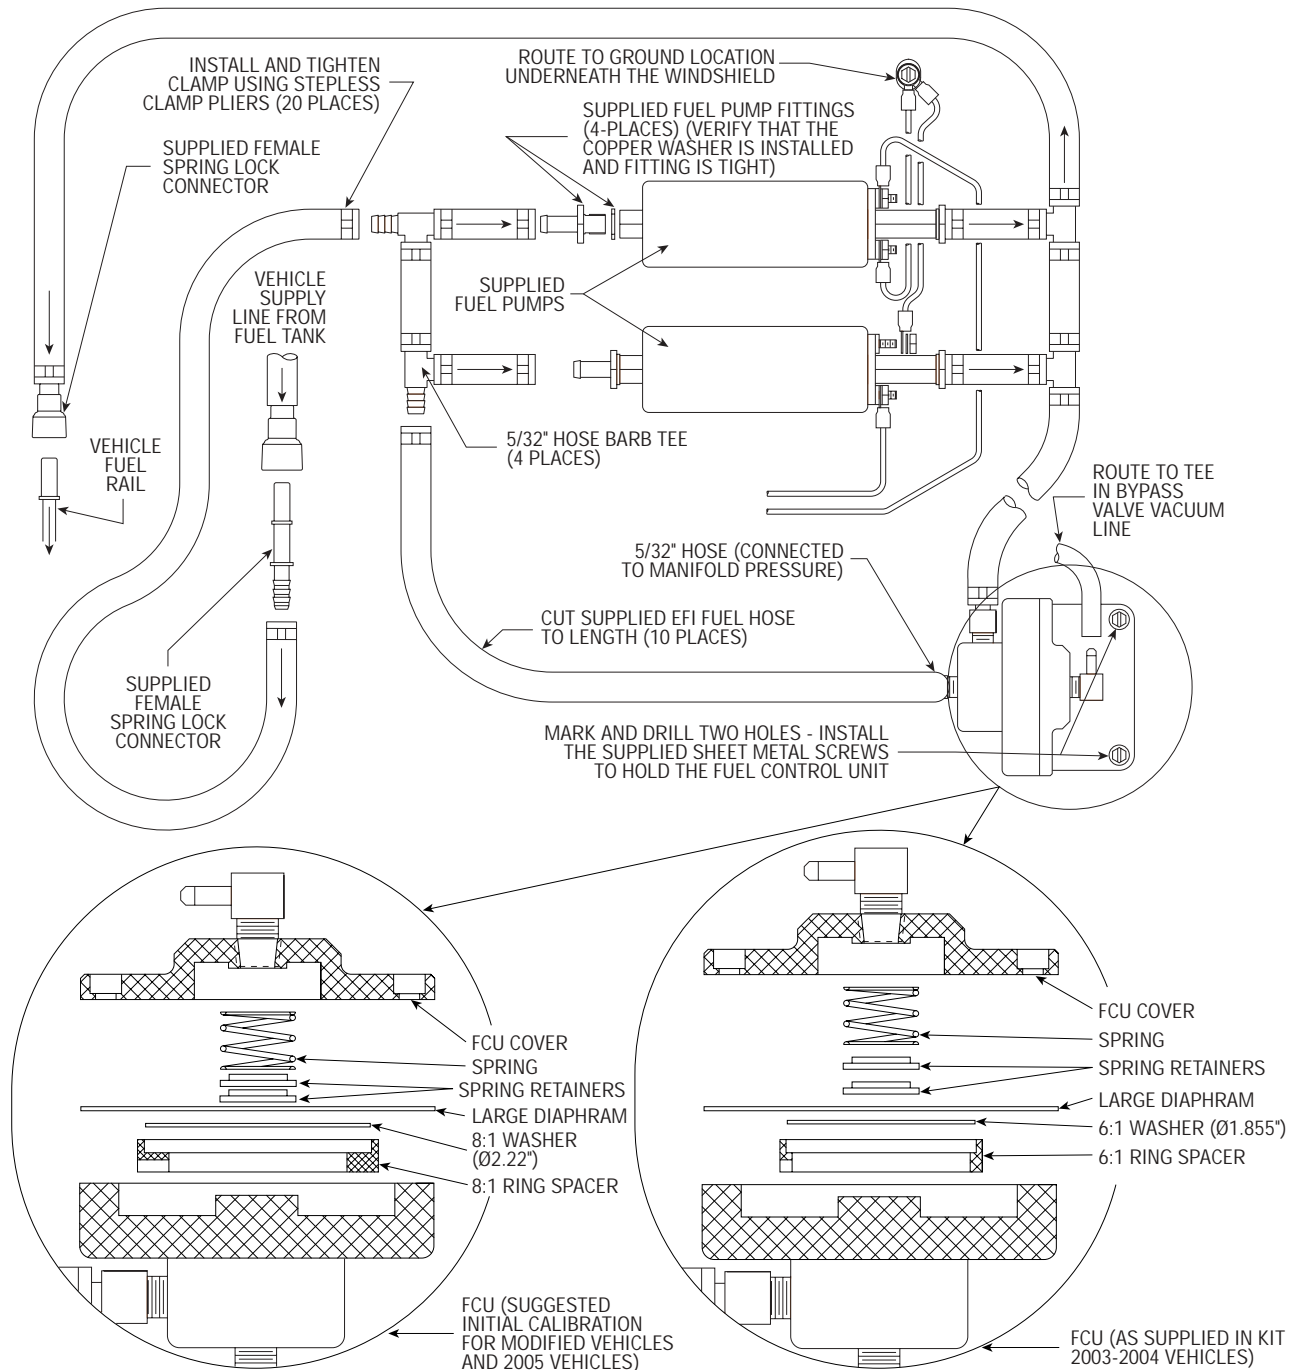 INSTALL AND TIGHTEN
CLAMP USING STEPLESS
CLAMP PLIERS (20 PLACES)
ROUTE TO GROUND LOCATION
UNDERNEATH THE WINDSHIELD
SUPPLIED FUEL PUMP FITTINGS
(4-PLACES) (VERIFY THAT THE
COPPER WASHER IS INSTALLED
AND FITTING IS TIGHT)
SUPPLIED FEMALE
SPRING LOCK
CONNECTOR
VEHICLE
SUPPLY
LINE FROM
FUEL TANK
SUPPLIED
FUEL PUMPS
VEHICLE
FUEL
RAIL
5/32" HOSE BARB TEE
(4 PLACES)
ROUTE TO TEE
IN BYPASS
VALVE VACUUM
LINE
5/32" HOSE (CONNECTED
TO MANIFOLD PRESSURE)
CUT SUPPLIED EFI FUEL HOSE
TO LENGTH (10 PLACES)
SUPPLIED
FEMALE
SPRING LOCK
CONNECTOR
MARK AND DRILL TWO HOLES - INSTALL
THE SUPPLIED SHEET METAL SCREWS
TO HOLD THE FUEL CONTROL UNIT
FCU COVER
SPRING
SPRING RETAINERS
LARGE DIAPHRAM
8:1 WASHER
(Ø2.22")
8:1 RING SPACER
FCU (SUGGESTED
INITIAL CALIBRATION
FOR MODIFIED VEHICLES
AND 2005 VEHICLES)
FCU COVER
SPRING
SPRING RETAINERS
LARGE DIAPHRAM
6:1 WASHER (Ø1.855")
6:1 RING SPACER
FCU (AS SUPPLIED IN KIT
2003-2004 VEHICLES)